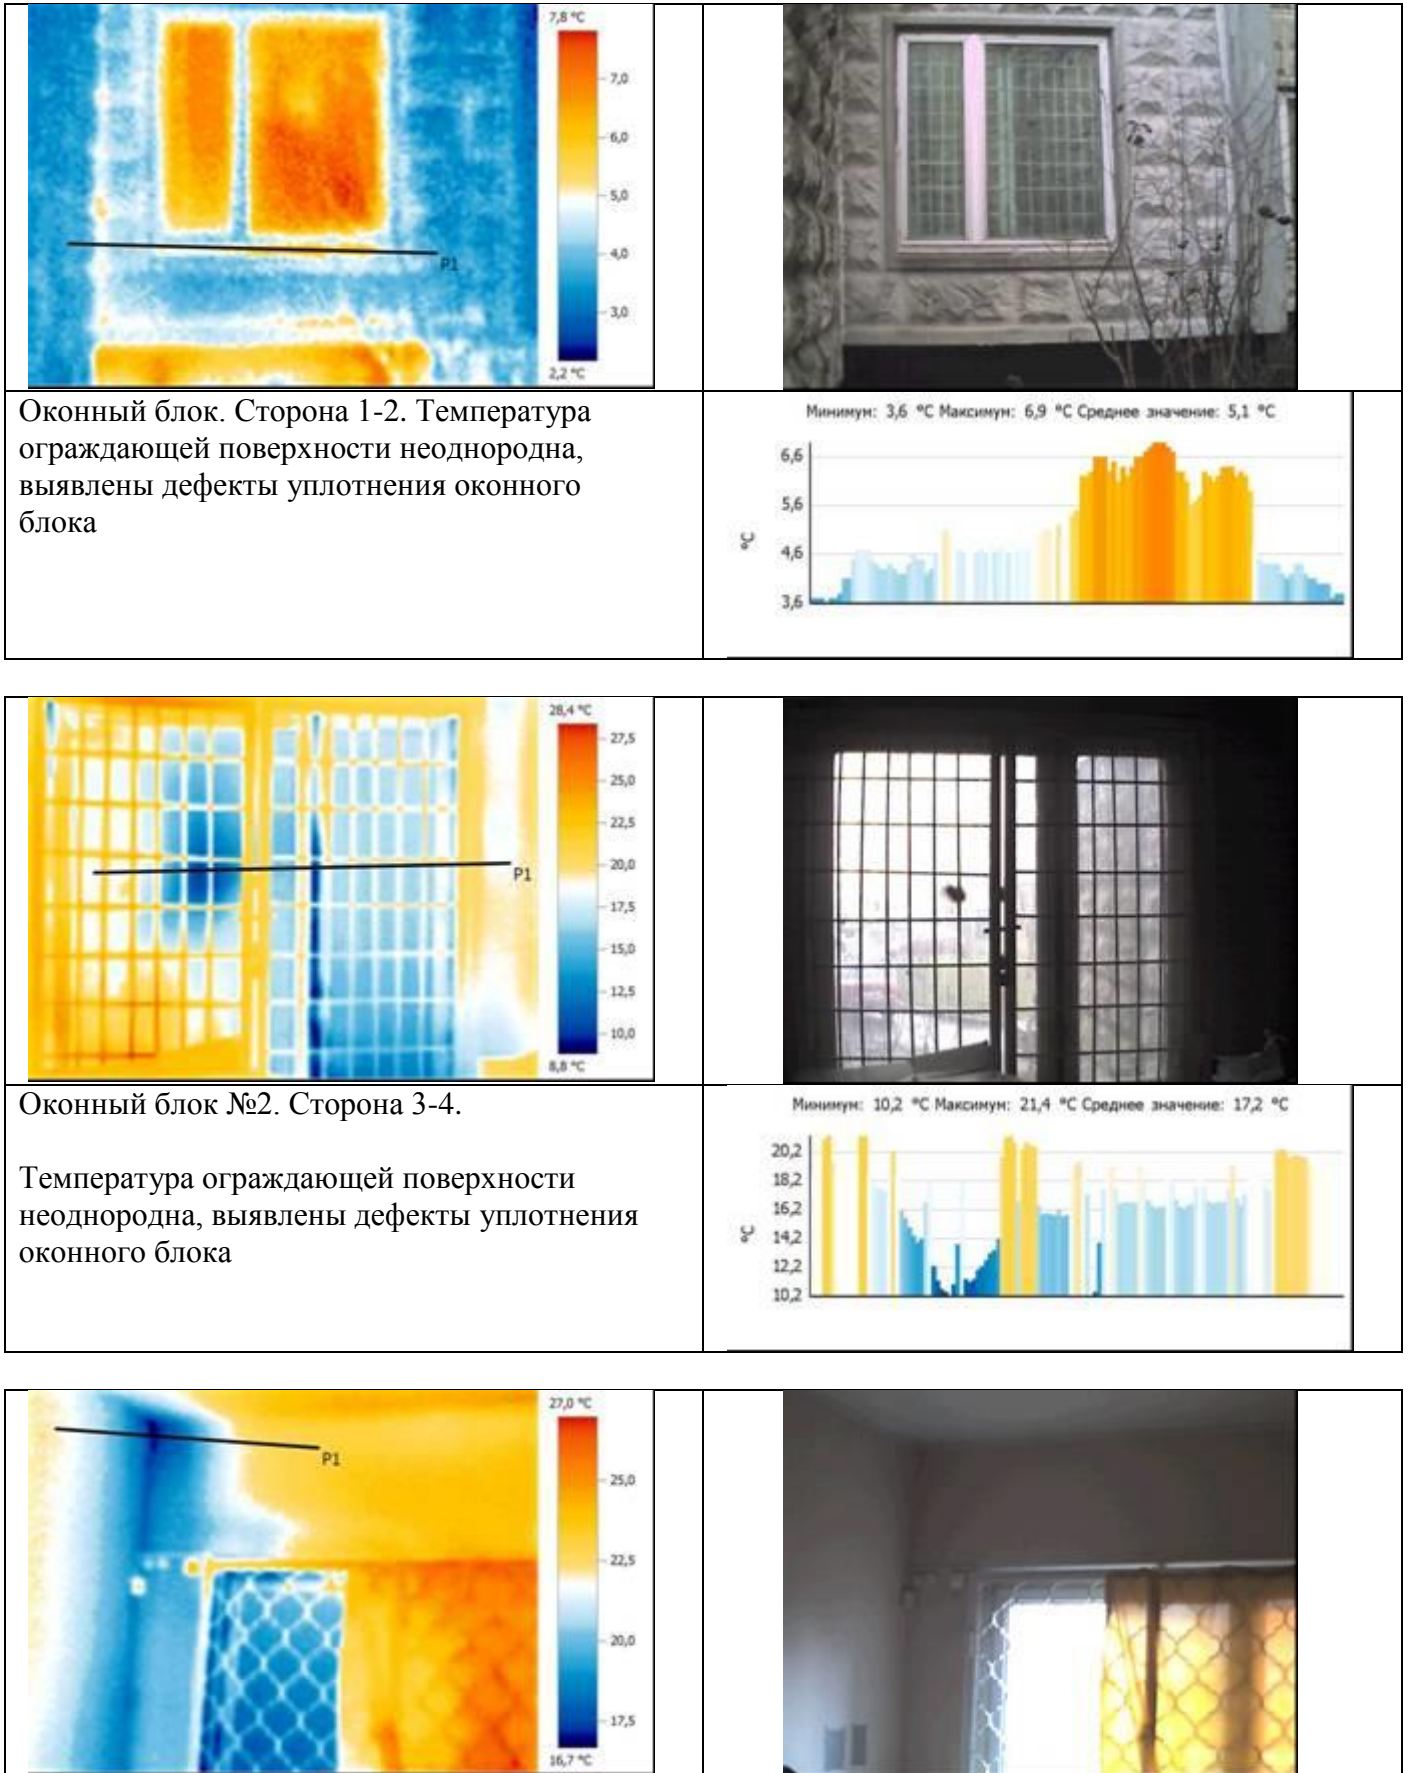 7,8 °C
7,0
6,0
5,0
4,0
3,0
2,2 °C
P1
Оконный блок. Сторона 1-2. Температура
ограждающей поверхности неоднородна,
выявлены дефекты уплотнения оконного
блока
Минимум: 3,6 °C Максимум: 6,9 °C Среднее значение: 5,1 °C
°C
6,6
5,6
4,6
3,6
28,4 °C
27,5
25,0
22,5
20,0
17,5
15,0
12,5
10,0
8,8 °C
P1
Оконный блок №2. Сторона 3-4.
Температура ограждающей поверхности
неоднородна, выявлены дефекты уплотнения
оконного блока
Минимум: 10,2 °C Максимум: 21,4 °C Среднее значение: 17,2 °C
°C
20,2
18,2
16,2
14,2
12,2
10,2
27,0 °C
25,0
22,5
20,0
17,5
16,7 °C
P1